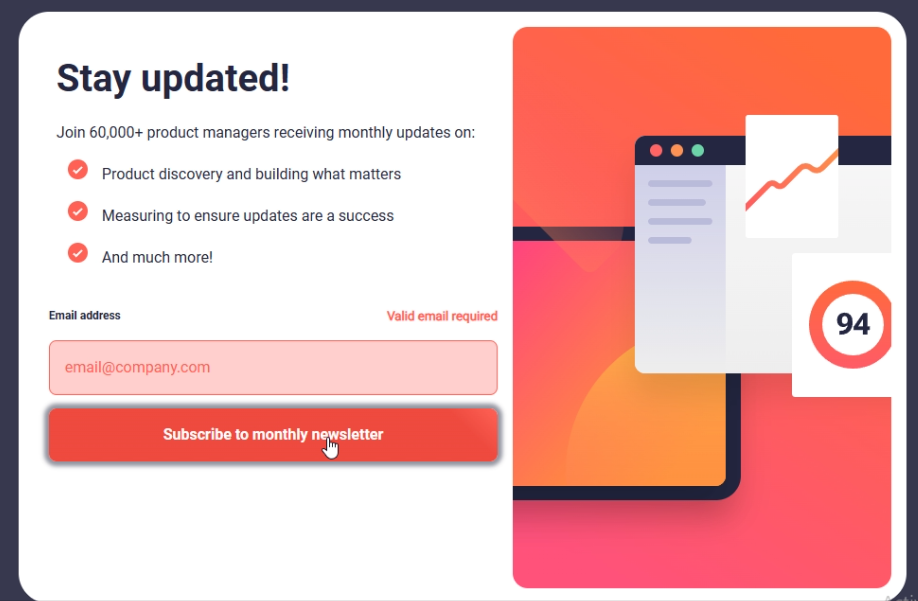 Stay updated!
Join 60,000+ product managers receiving monthly updates on:
Product discovery and building what matters
Measuring to ensure updates are a success
And much more!
Email address
Valid email required
email@company.com
Subscribe to monthly newsletter
94